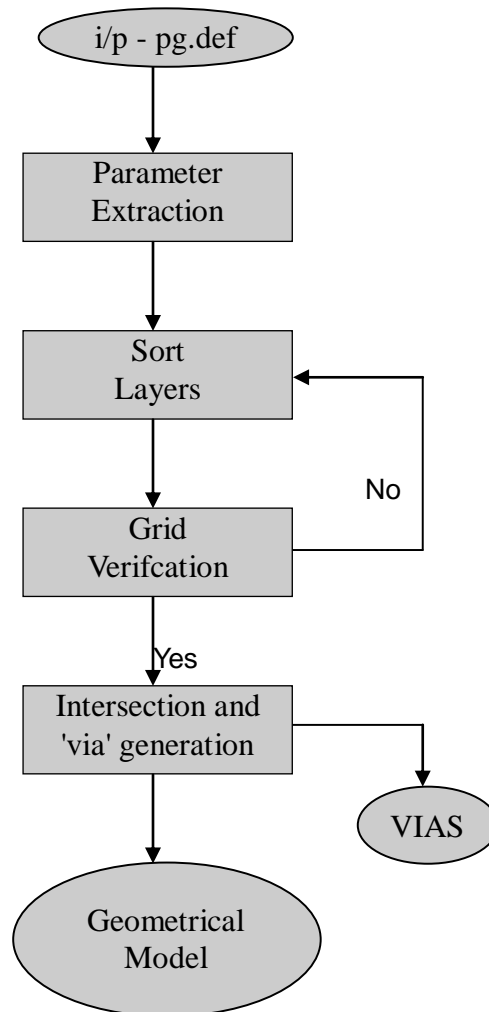 i/p - pg.def
Parameter
Extraction
Sort
Layers
No
Grid
Verifcation
Yes
Intersection and
'via' generation
VIAS
Geometrical
Model